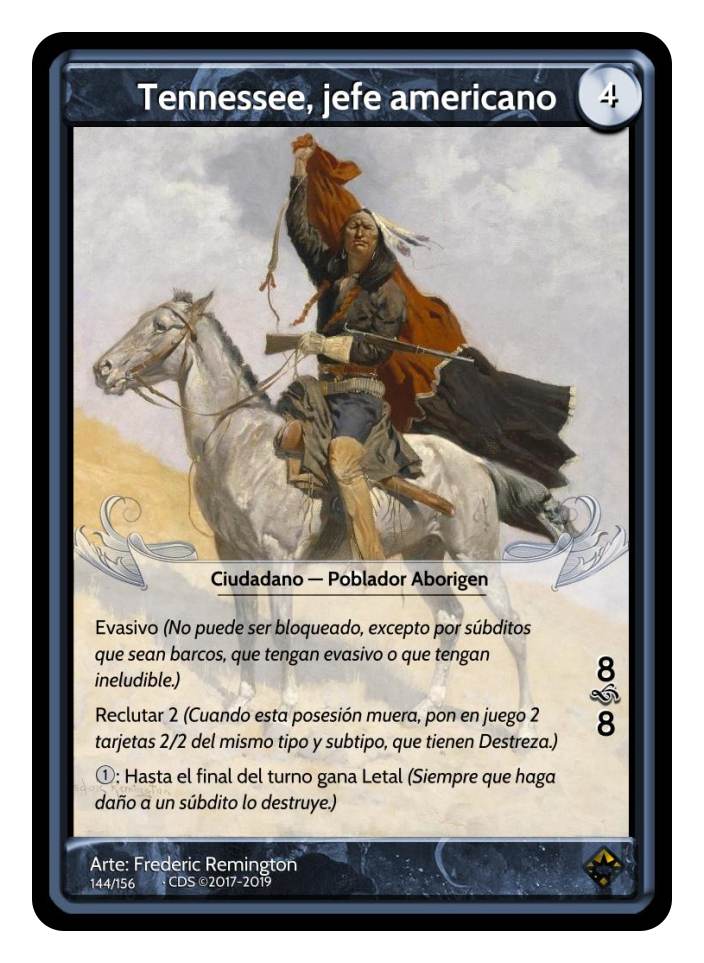 Tennessee, jefe americano
4
Ciudadano — Poblador Aborigen
Evasivo (No puede ser bloqueado, excepto por súbditos
que sean barcos, que tengan evasivo o que tengan
ineludible.)
Reclutar 2 (Cuando esta posesión muera, pon en juego 2
tarjetas 2/2 del mismo tipo y subtipo, que tienen Destreza.)
①: Hasta el final del turno gana Letal (Siempre que haga
daño a un súbdito lo destruye.)
8
8
Arte: Frederic Remington
144/156 · CDS ©2017-2019